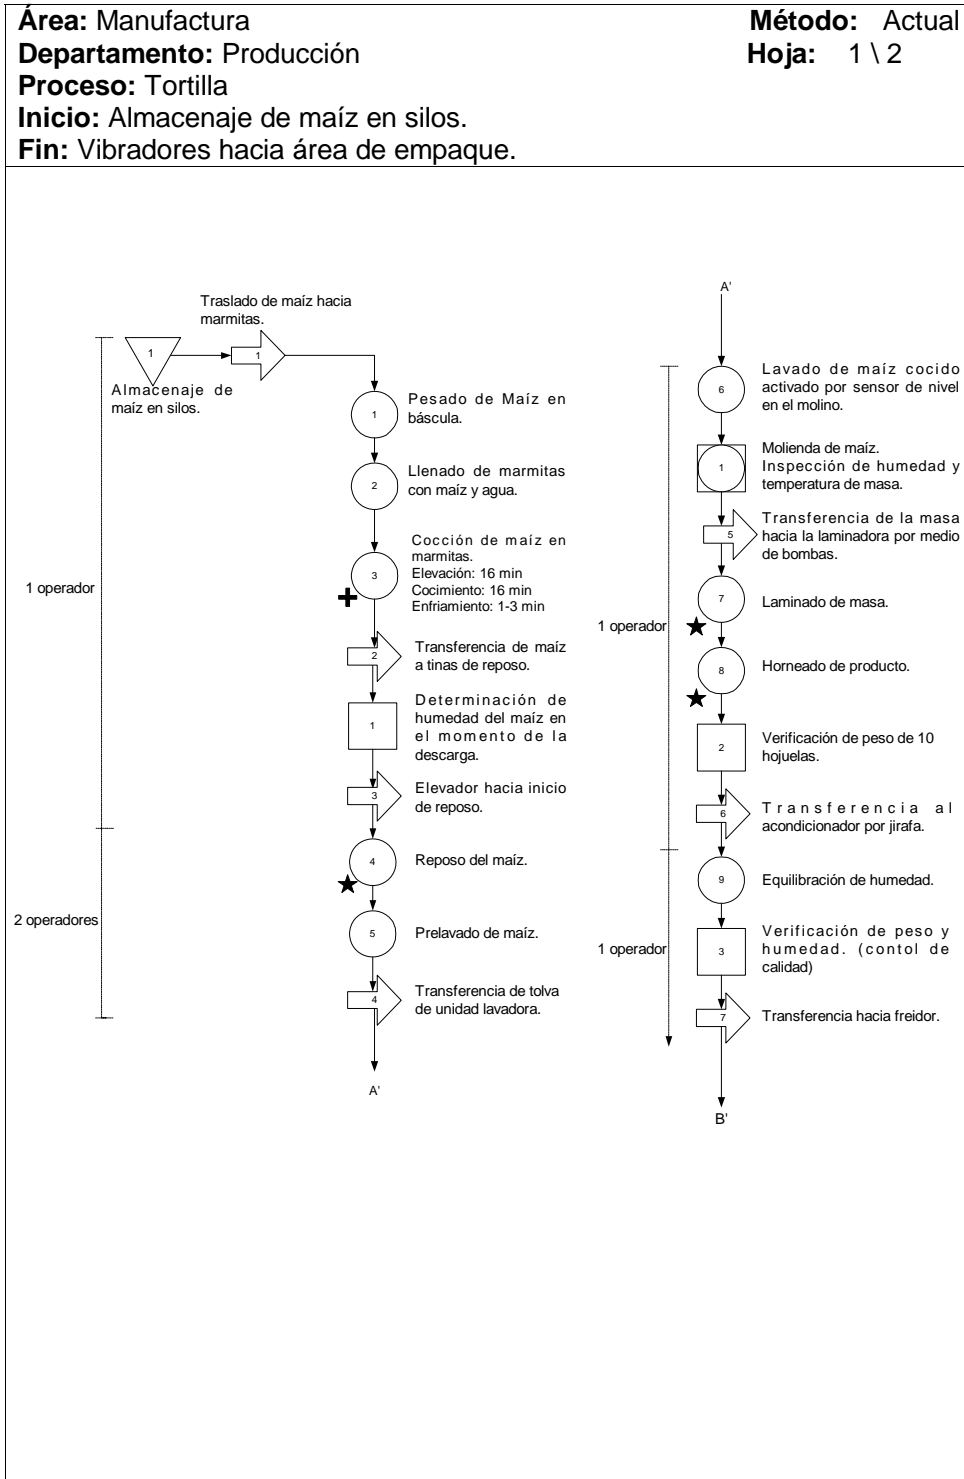 Área: Manufactura Método: Actual
Departamento: Producción Hoja: 1 \ 2
Proceso: Tortilla
Inicio: Almacenaje de maíz en silos.
Fin: Vibradores hacia área de empaque.
Traslado de maíz hacia
marmitas.
1
1
Almacenaje de
maíz en silos.
1
Pesado de Maíz en
báscula.
2
Llenado de marmitas
con maíz y agua.
3
Cocción de maíz en
marmitas.
Elevación: 16 min
Cocimiento: 16 min
Enfriamiento: 1-3 min
1 operador
2
Transferencia de maíz
a tinas de reposo.
1
Determinación de
humedad del maíz en
el momento de la
descarga.
3
Elevador hacia inicio
de reposo.
4
Reposo del maíz.
2 operadores
5
Prelavado de maíz.
4
Transferencia de tolva
de unidad lavadora.
A'
A'
6
Lavado de maíz cocido
activado por sensor de nivel
en el molino.
1
Molienda de maíz.
Inspección de humedad y
temperatura de masa.
5
Transferencia de la masa
hacia la laminadora por medio
de bombas.
7
Laminado de masa.
1 operador
8
Horneado de producto.
2
Verificación de peso de 10
hojuelas.
6
Transferencia al
acondicionador por jirafa.
9
Equilibración de humedad.
1 operador
3
Verificación de peso y
humedad. (contol de
calidad)
7
Transferencia hacia freidor.
B'